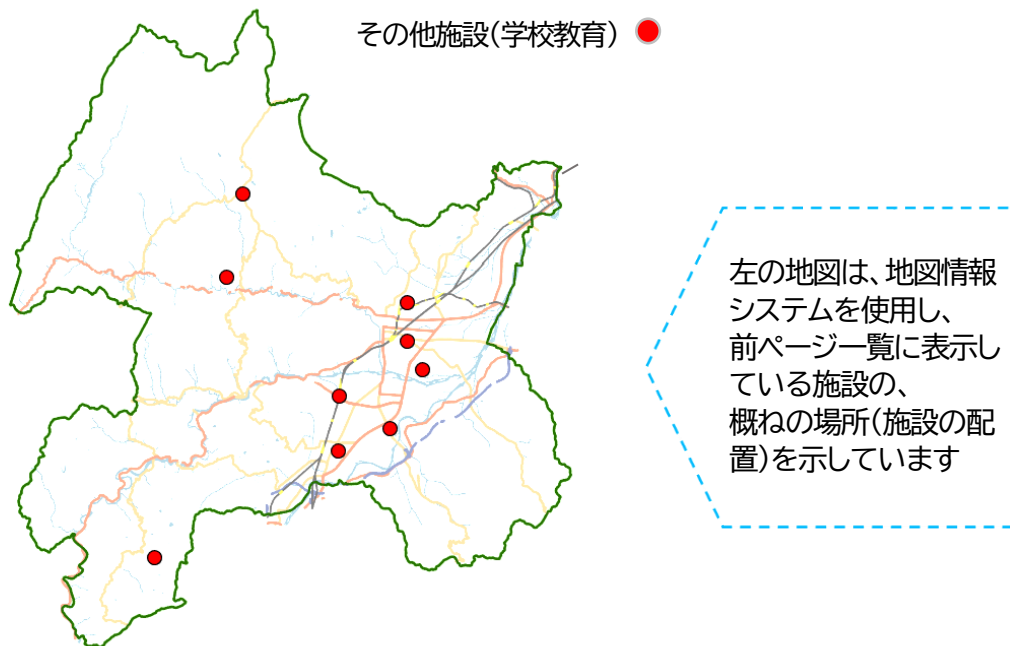 その他施設(学校教育)
左の地図は、地図情報
システムを使用し、
前ページ一覧に表示し
ている施設の、
概ねの場所(施設の配
置)を示しています